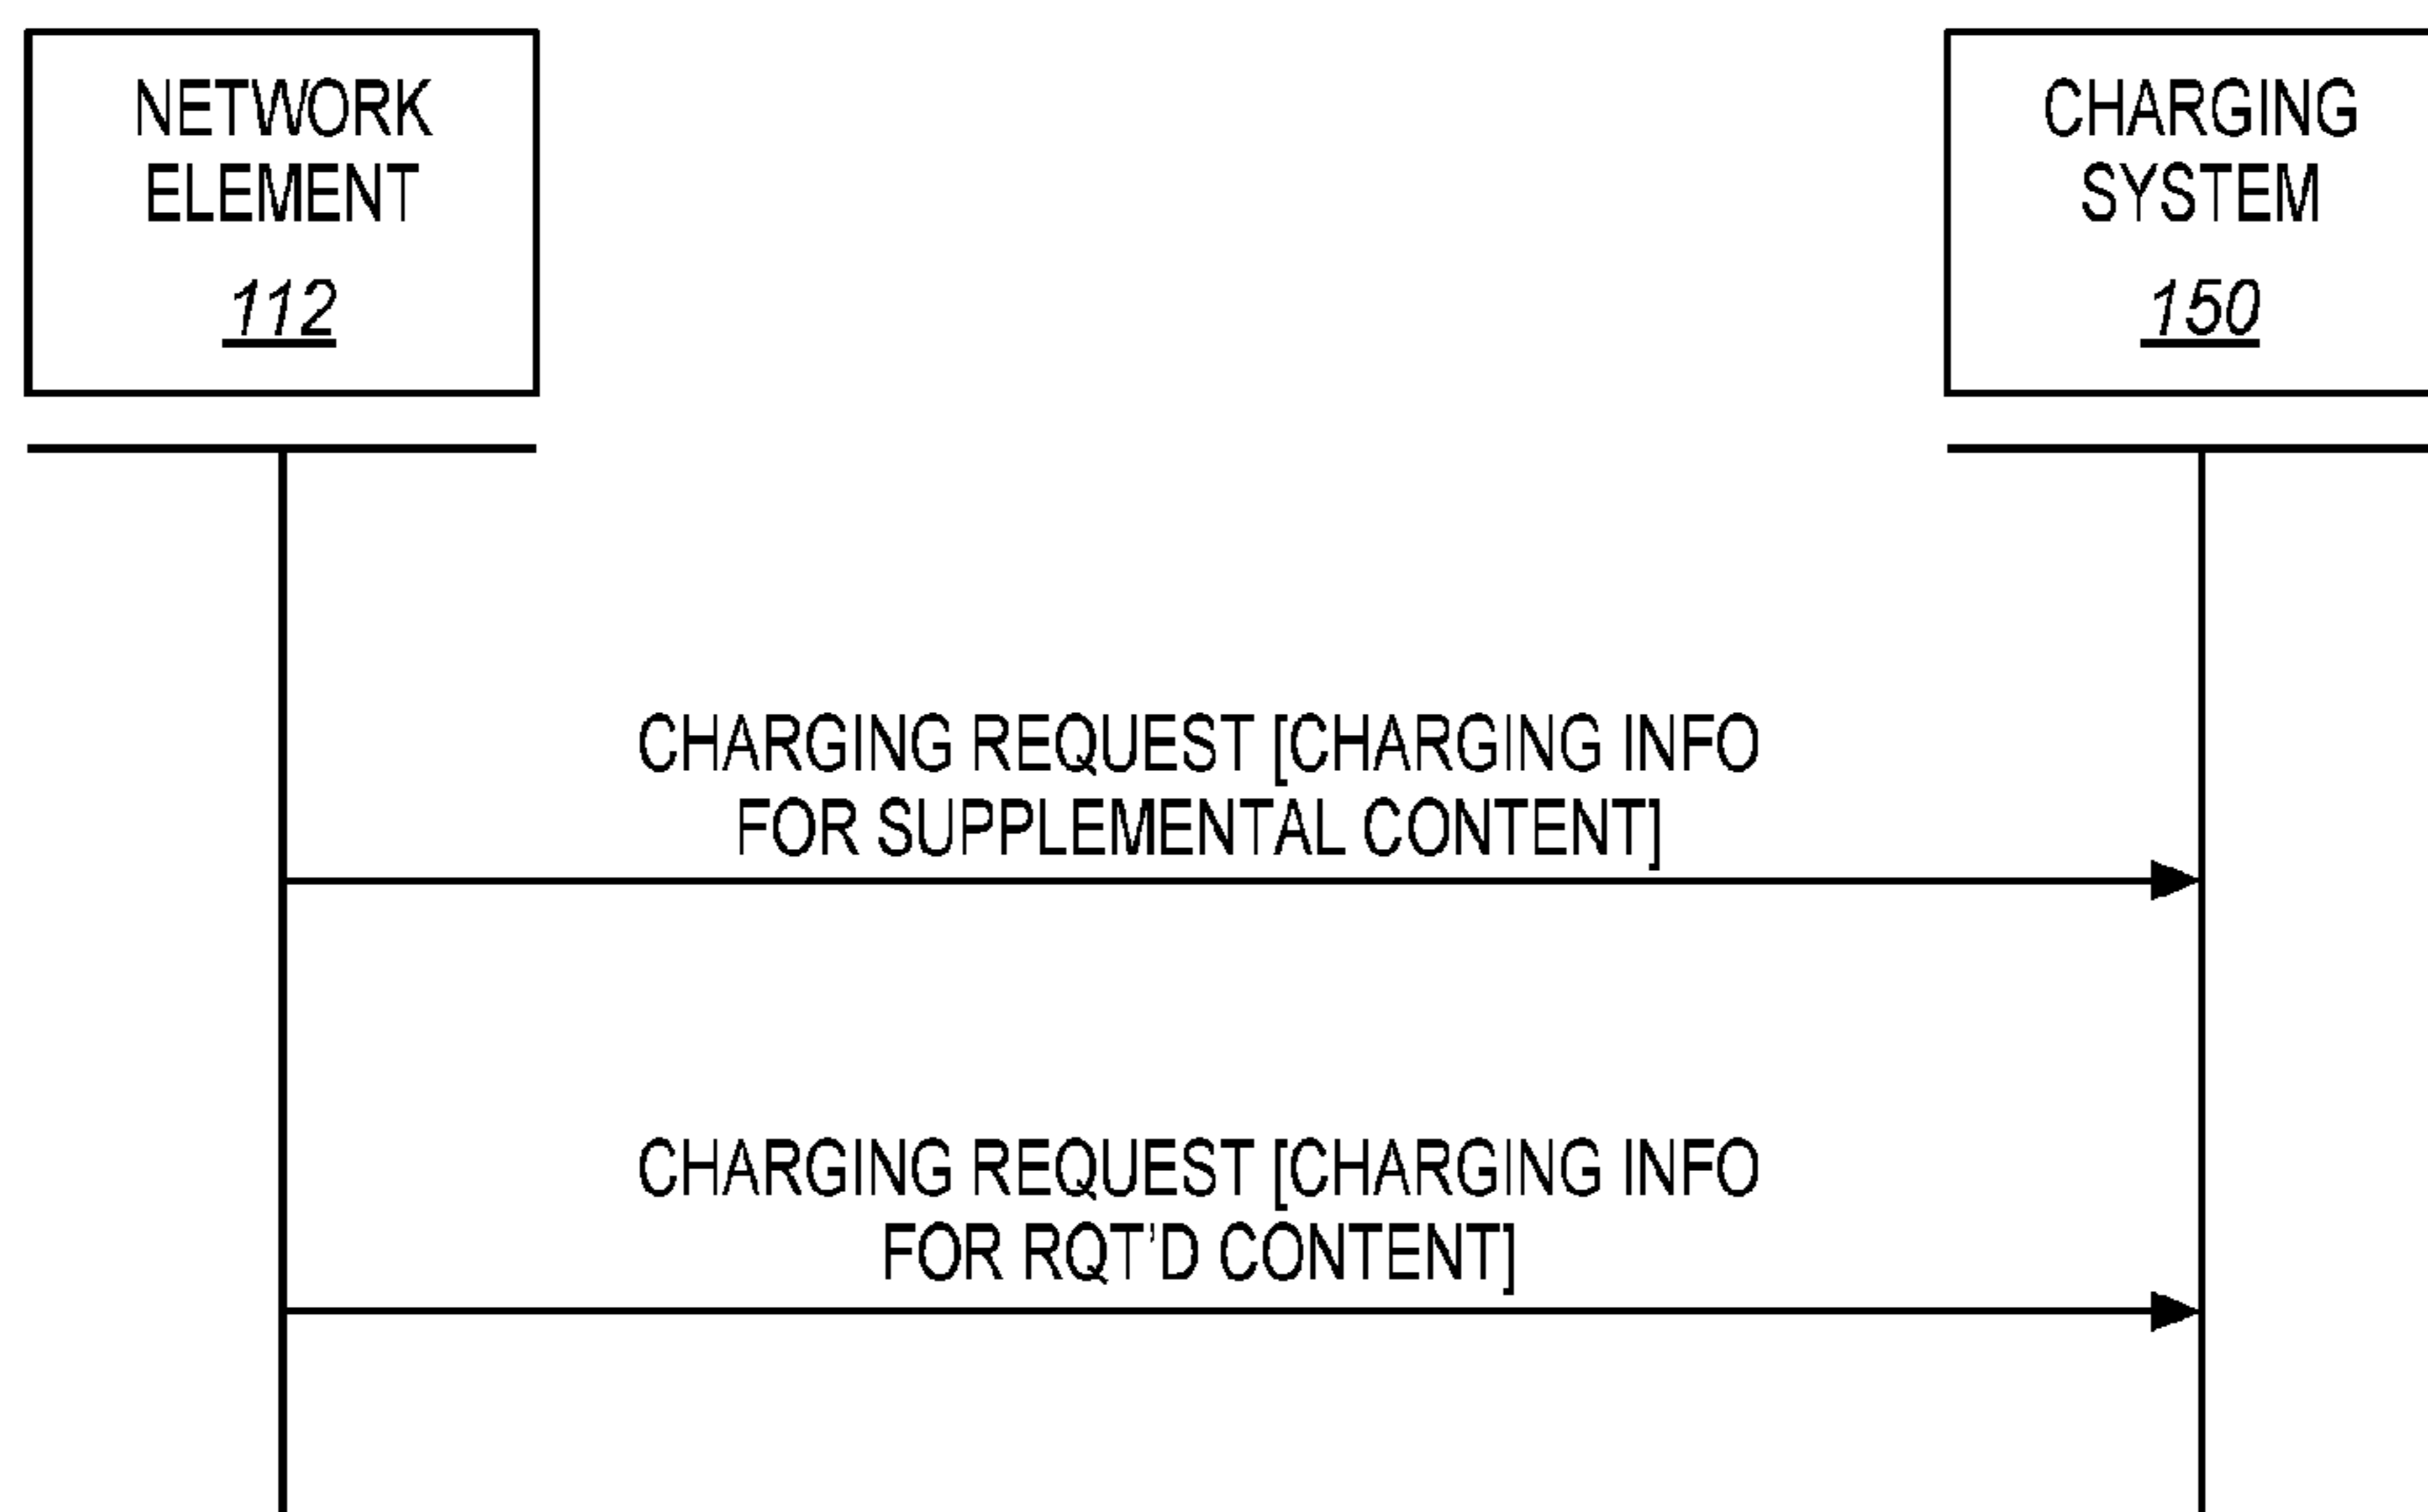 NETWORK
ELEMENT
112
CHARGING
SYSTEM
150
CHARGING REQUEST [CHARGING INFO
FOR SUPPLEMENTAL CONTENT]
CHARGING REQUEST [CHARGING INFO
FOR RQT'D CONTENT]